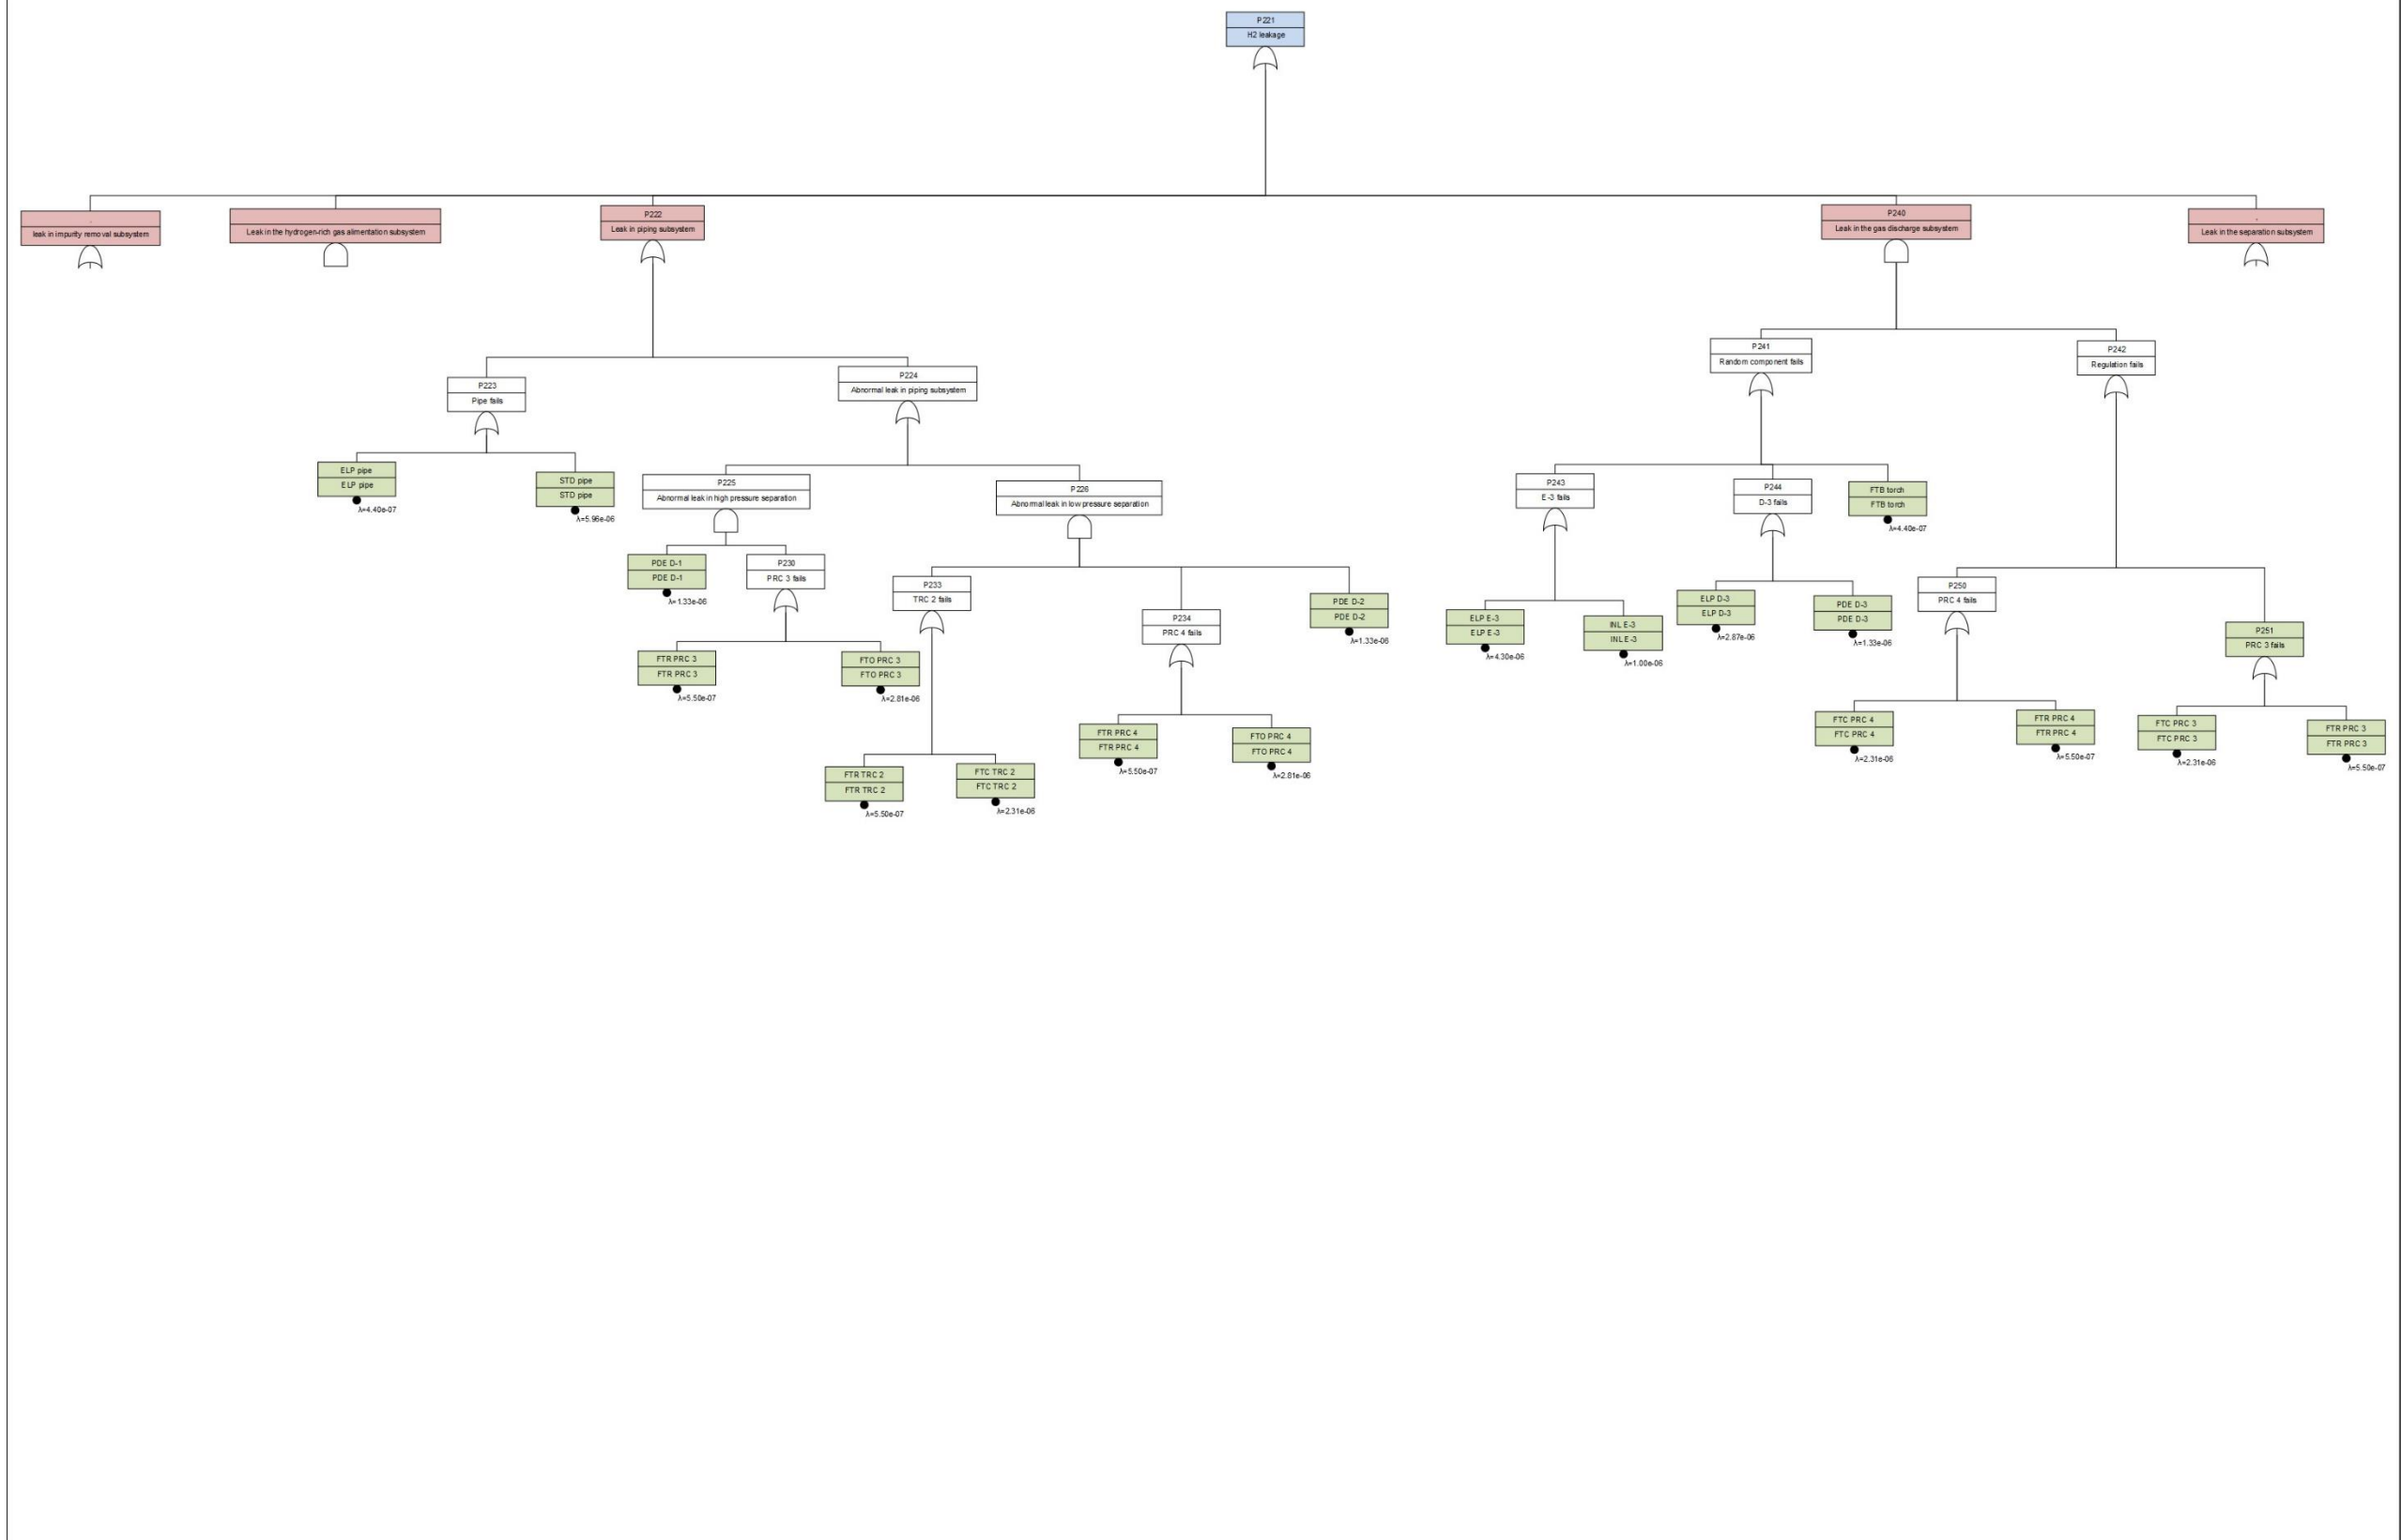 P221
H2 leakage
-
leak in impurity removal subsystem
Leak in the hydrogen-rich gas alimentation subsystem
P222
Leak in piping subsystem
P240
Leak in the gas discharge subsystem
-
Leak in the separation subsystem
P223
Pipe fails
P224
Abnormal leak in piping subsystem
P241
Random component fails
P242
Regulation fails
ELP pipe
ELP pipe
λ=4.40e-07
STD pipe
STD pipe
λ=5.96e-06
P225
Abnormal leak in high pressure separation
P226
Abnormal leak in low pressure separation
P243
E-3 fails
P244
D-3 fails
FTB torch
FTB torch
λ=4.40e-07
PDE D-1
PDE D-1
λ=1.33e-06
P230
PRC 3 fails
P233
TRC 2 fails
P234
PRC 4 fails
PDE D-2
PDE D-2
λ=1.33e-06
ELP E-3
ELP E-3
λ=4.30e-06
INL E-3
INL E-3
λ=1.00e-06
ELP D-3
ELP D-3
λ=2.87e-06
PDE D-3
PDE D-3
λ=1.33e-06
P250
PRC 4 fails
P251
PRC 3 fails
FTR PRC 3
FTR PRC 3
λ=5.50e-07
FTO PRC 3
FTO PRC 3
λ=2.81e-06
FTR TRC 2
FTR TRC 2
λ=5.50e-07
FTC TRC 2
FTC TRC 2
λ=2.31e-06
FTR PRC 4
FTR PRC 4
λ=5.50e-07
FTO PRC 4
FTO PRC 4
λ=2.81e-06
FTC PRC 4
FTC PRC 4
λ=2.31e-06
FTR PRC 4
FTR PRC 4
λ=5.50e-07
FTC PRC 3
FTC PRC 3
λ=2.31e-06
FTR PRC 3
FTR PRC 3
λ=5.50e-07